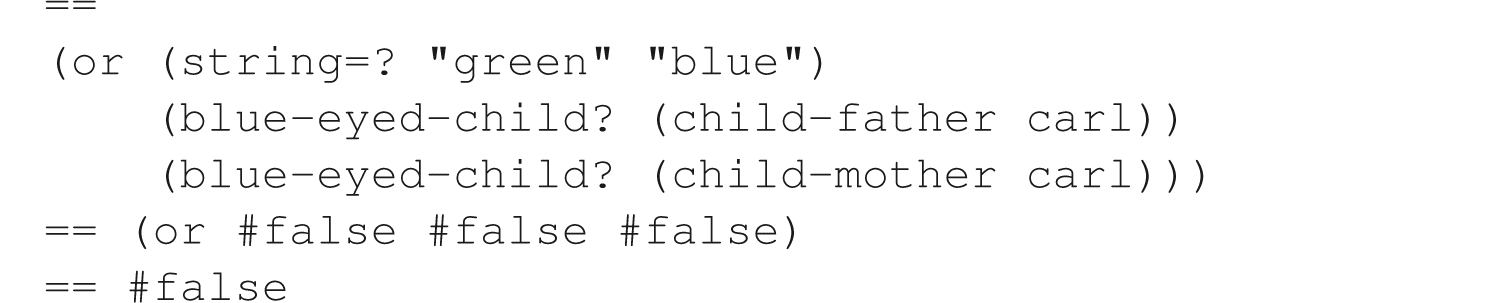 ==
(or (string=? "green" "blue")
    (blue-eyed-child? (child-father carl))
    (blue-eyed-child? (child-mother carl)))
== (or #false #false #false)
== #false